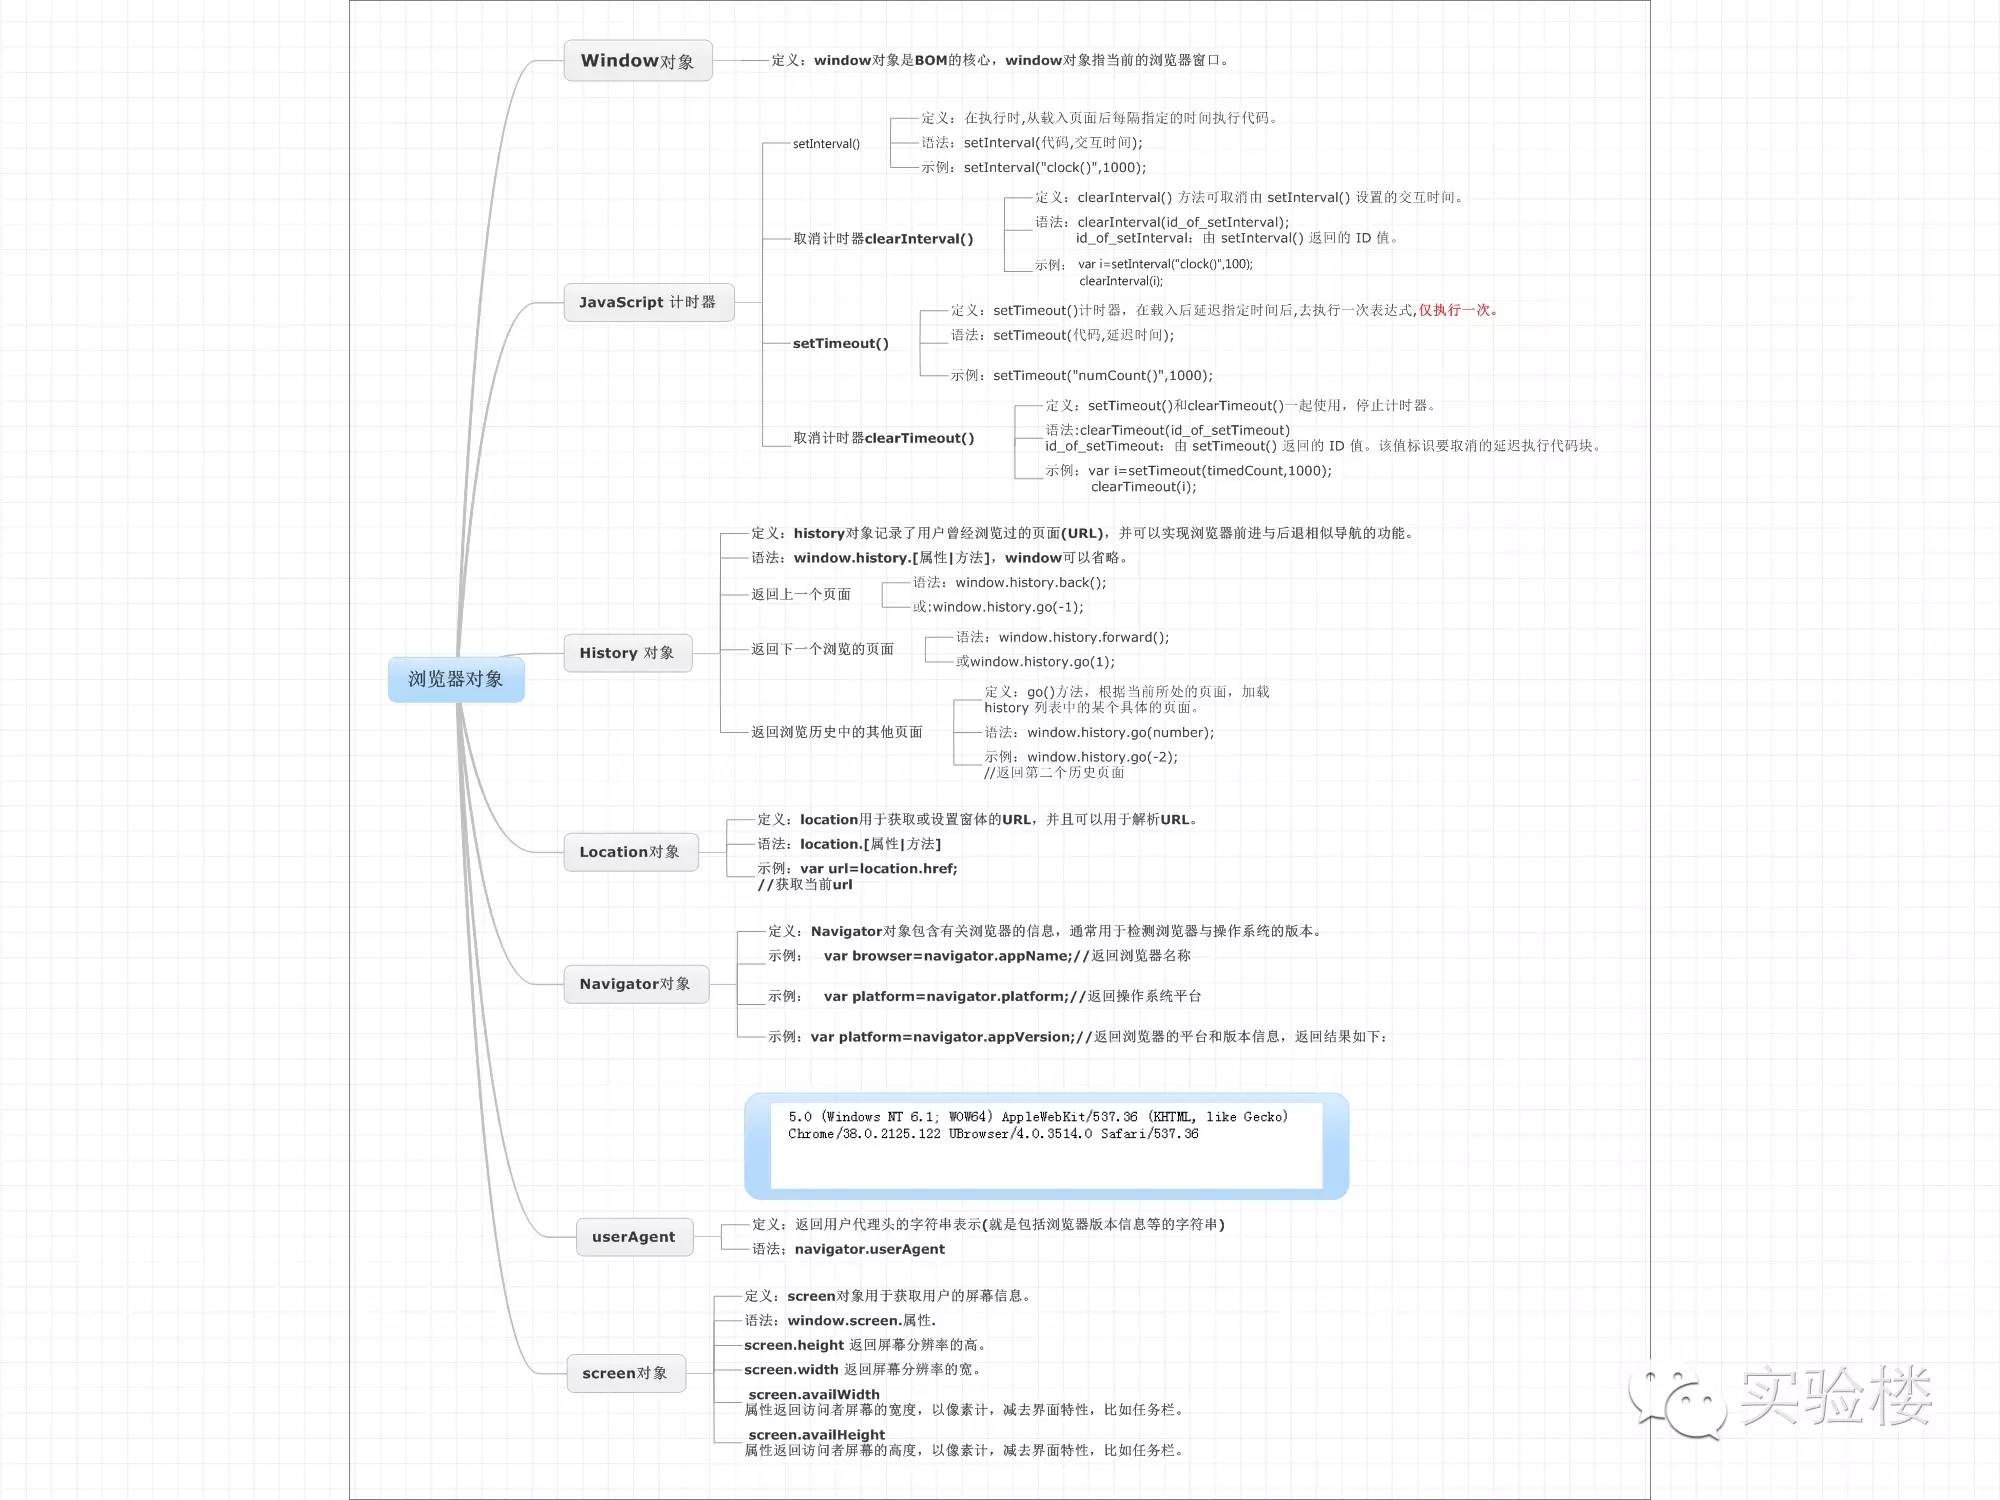 Window对象
定义：window对象是BOM的核心，window对象指当前的浏览器窗口。
JavaScript 计时器
setInterval()
定义：在执行时,从载入页面后每隔指定的时间执行代码。
语法：setInterval(代码,交互时间);
示例：setInterval("clock()",1000);
取消计时器clearInterval()
定义：clearInterval() 方法可取消由 setInterval() 设置的交互时间。
语法：clearInterval(id_of_setInterval);
id_of_setInterval：由 setInterval() 返回的 ID 值。
示例： var i=setInterval("clock()",100);
clearInterval(i);
setTimeout()
定义：setTimeout()计时器，在载入后延迟指定时间后,去执行一次表达式,仅执行一次。
语法：setTimeout(代码,延迟时间);
示例：setTimeout("numCount()",1000);
取消计时器clearTimeout()
定义：setTimeout()和clearTimeout()一起使用，停止计时器。
语法:clearTimeout(id_of_setTimeout)
id_of_setTimeout：由 setTimeout() 返回的 ID 值。该值标识要取消的延迟执行代码块。
示例：var i=setTimeout(timedCount,1000);
clearTimeout(i);
浏览器对象
History 对象
定义：history对象记录了用户曾经浏览过的页面(URL)，并可以实现浏览器前进与后退相似导航的功能。
语法：window.history.[属性|方法]，window可以省略。
返回上一个页面
语法：window.history.back();
或:window.history.go(-1);
返回下一个浏览的页面
语法：window.history.forward();
或window.history.go(1);
返回浏览历史中的其他页面
定义：go()方法，根据当前所处的页面，加载
history 列表中的某个具体的页面。
语法：window.history.go(number);
示例：window.history.go(-2);
//返回第二个历史页面
Location对象
定义：location用于获取或设置窗体的URL，并且可以用于解析URL。
语法：location.[属性|方法]
示例：var url=location.href;
//获取当前url
Navigator对象
定义：Navigator对象包含有关浏览器的信息，通常用于检测浏览器与操作系统的版本。
示例： var browser=navigator.appName;//返回浏览器名称
示例： var platform=navigator.platform;//返回操作系统平台
示例：var platform=navigator.appVersion;//返回浏览器的平台和版本信息，返回结果如下：
5.0 (Windows NT 6.1; WOW64) AppleWebKit/537.36 (KHTML, like Gecko)
Chrome/38.0.2125.122 UBrowser/4.0.3514.0 Safari/537.36
userAgent
定义：返回用户代理头的字符串表示(就是包括浏览器版本信息等的字符串)
语法；navigator.userAgent
screen对象
定义：screen对象用于获取用户的屏幕信息。
语法：window.screen.属性.
screen.height 返回屏幕分辨率的高。
screen.width 返回屏幕分辨率的宽。
screen.availWidth
属性返回访问者屏幕的宽度，以像素计，减去界面特性，比如任务栏。
screen.availHeight
属性返回访问者屏幕的高度，以像素计，减去界面特性，比如任务栏。
实验楼